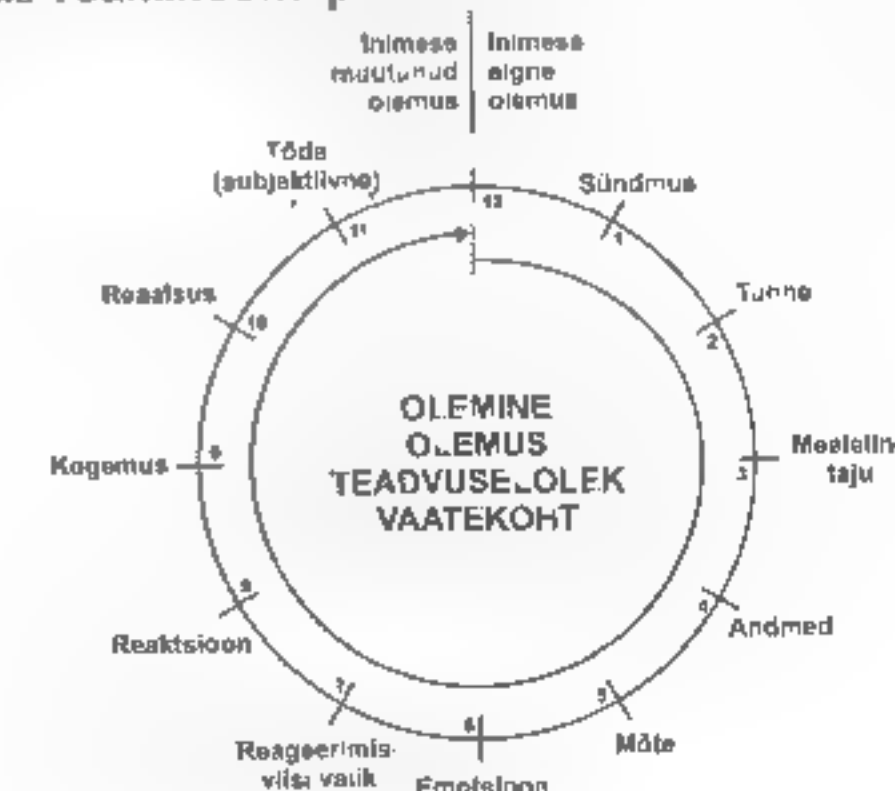 Inimese
muutunud
olemus
Inimese
algne
olemus
12
Sündmus
1
Tunne
2
Meelelin-
taju
3
Andmed
4
Mõte
5
Emotsioon
6
Reageerimis-
viisi valik
7
Reaktsioon
8
Kogemus
9
Reaalsus
10
Tõde
(subjektiivne)
11
OLEMINE
OLEMUS
TEADVUSELOLEK
VAATEKOHT